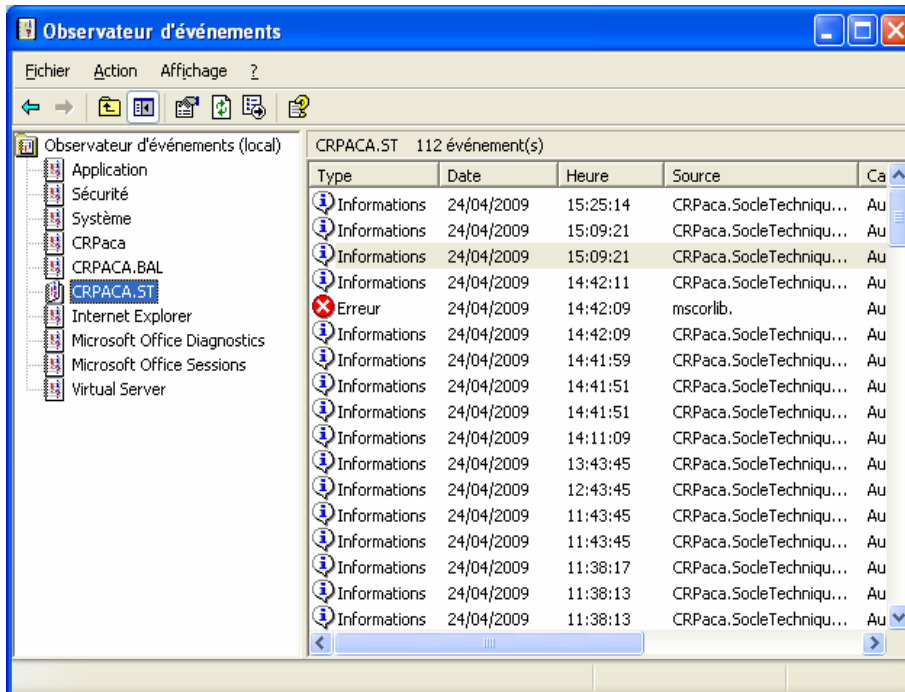 Observateur d'événements
Fichier Action Affichage ?
Observateur d'événements (local)
Application
Sécurité
Système
CRPaca
CRPACA.BAL
CRPACA.ST
Internet Explorer
Microsoft Office Diagnostics
Microsoft Office Sessions
Virtual Server
CRPACA.ST 112 événement(s)
Type Date Heure Source Ca
Informations 24/04/2009 15:25:14 CRPaca.SocleTechniqu... Au
Informations 24/04/2009 15:09:21 CRPaca.SocleTechniqu... Au
Informations 24/04/2009 15:09:21 CRPaca.SocleTechniqu... Au
Informations 24/04/2009 14:42:11 CRPaca.SocleTechniqu... Au
Erreur 24/04/2009 14:42:09 mscorlib. Au
Informations 24/04/2009 14:42:09 CRPaca.SocleTechniqu... Au
Informations 24/04/2009 14:41:59 CRPaca.SocleTechniqu... Au
Informations 24/04/2009 14:41:51 CRPaca.SocleTechniqu... Au
Informations 24/04/2009 14:41:51 CRPaca.SocleTechniqu... Au
Informations 24/04/2009 14:11:09 CRPaca.SocleTechniqu... Au
Informations 24/04/2009 13:43:45 CRPaca.SocleTechniqu... Au
Informations 24/04/2009 12:43:45 CRPaca.SocleTechniqu... Au
Informations 24/04/2009 11:43:45 CRPaca.SocleTechniqu... Au
Informations 24/04/2009 11:43:45 CRPaca.SocleTechniqu... Au
Informations 24/04/2009 11:38:17 CRPaca.SocleTechniqu... Au
Informations 24/04/2009 11:38:13 CRPaca.SocleTechniqu... Au
Informations 24/04/2009 11:38:13 CRPaca.SocleTechniqu... Au